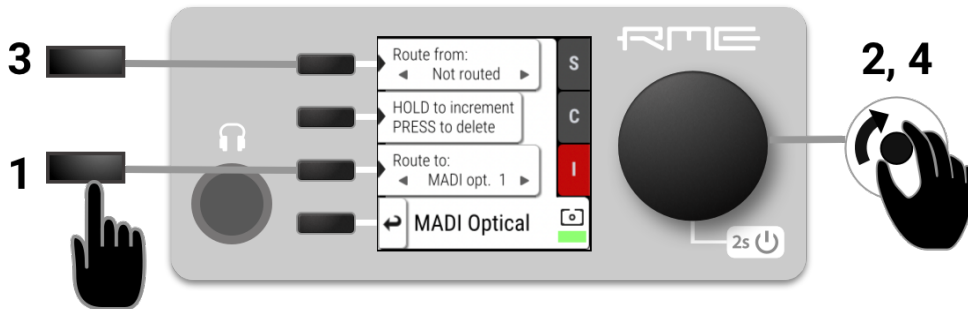 3
1
Route from:
◄ Not routed ►
HOLD to increment
PRESS to delete
Route to:
◄ MADI opt. 1 ►
MADI Optical
S
C
I
RME
2s
2, 4